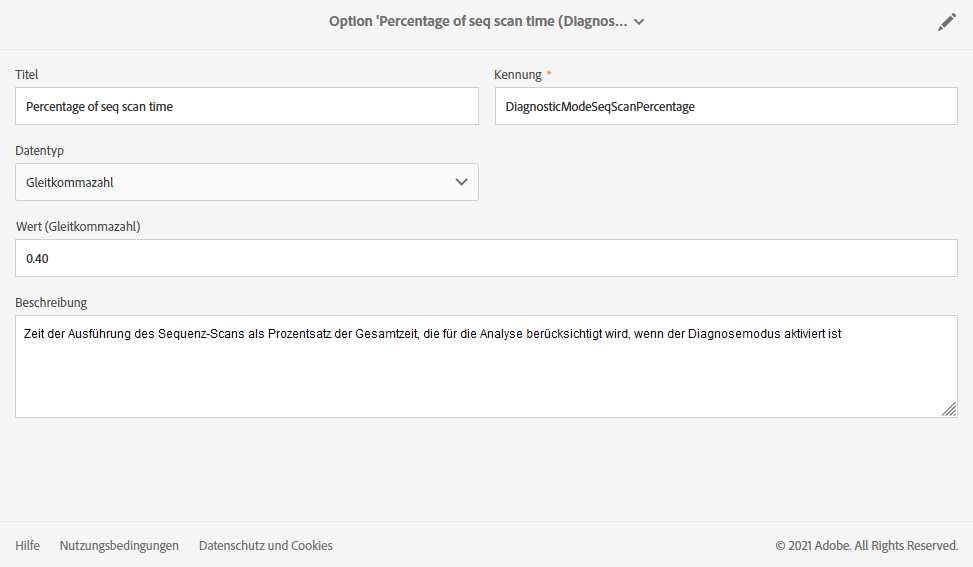 Option 'Percentage of seq scan time (Diagnos...
Titel
Kennung *
Percentage of seq scan time
DiagnosticModeSeqScanPercentage
Datentyp
Gleitkommazahl
Wert (Gleitkommazahl)
0.40
Beschreibung
Zeit der Ausführung des Sequenz-Scans als Prozentsatz der Gesamtzeit, die für die Analyse berücksichtigt wird, wenn der Diagnosemodus aktiviert ist
Hilfe Nutzungsbedingungen Datenschutz und Cookies © 2021 Adobe. All Rights Reserved.